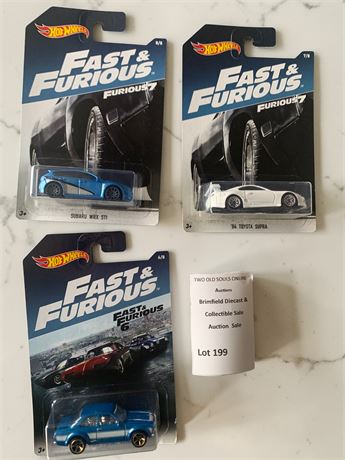 Hot Wheels
8/8
FAST &
FURIOUS
FURIOUS 7
3+
SUBARU WRX STI
Hot Wheels
7/8
FAST &
FURIOUS
FURIOUS 7
3+
'94 TOYOTA SUPRA
Hot Wheels
6/8
FAST &
FURIOUS
FAST &
FURIOUS
6
3+
TWO OLD SOULS ONLINE
Auctions
Brimfield Diecast &
Collectible Sale
Auction Sale
Lot 199